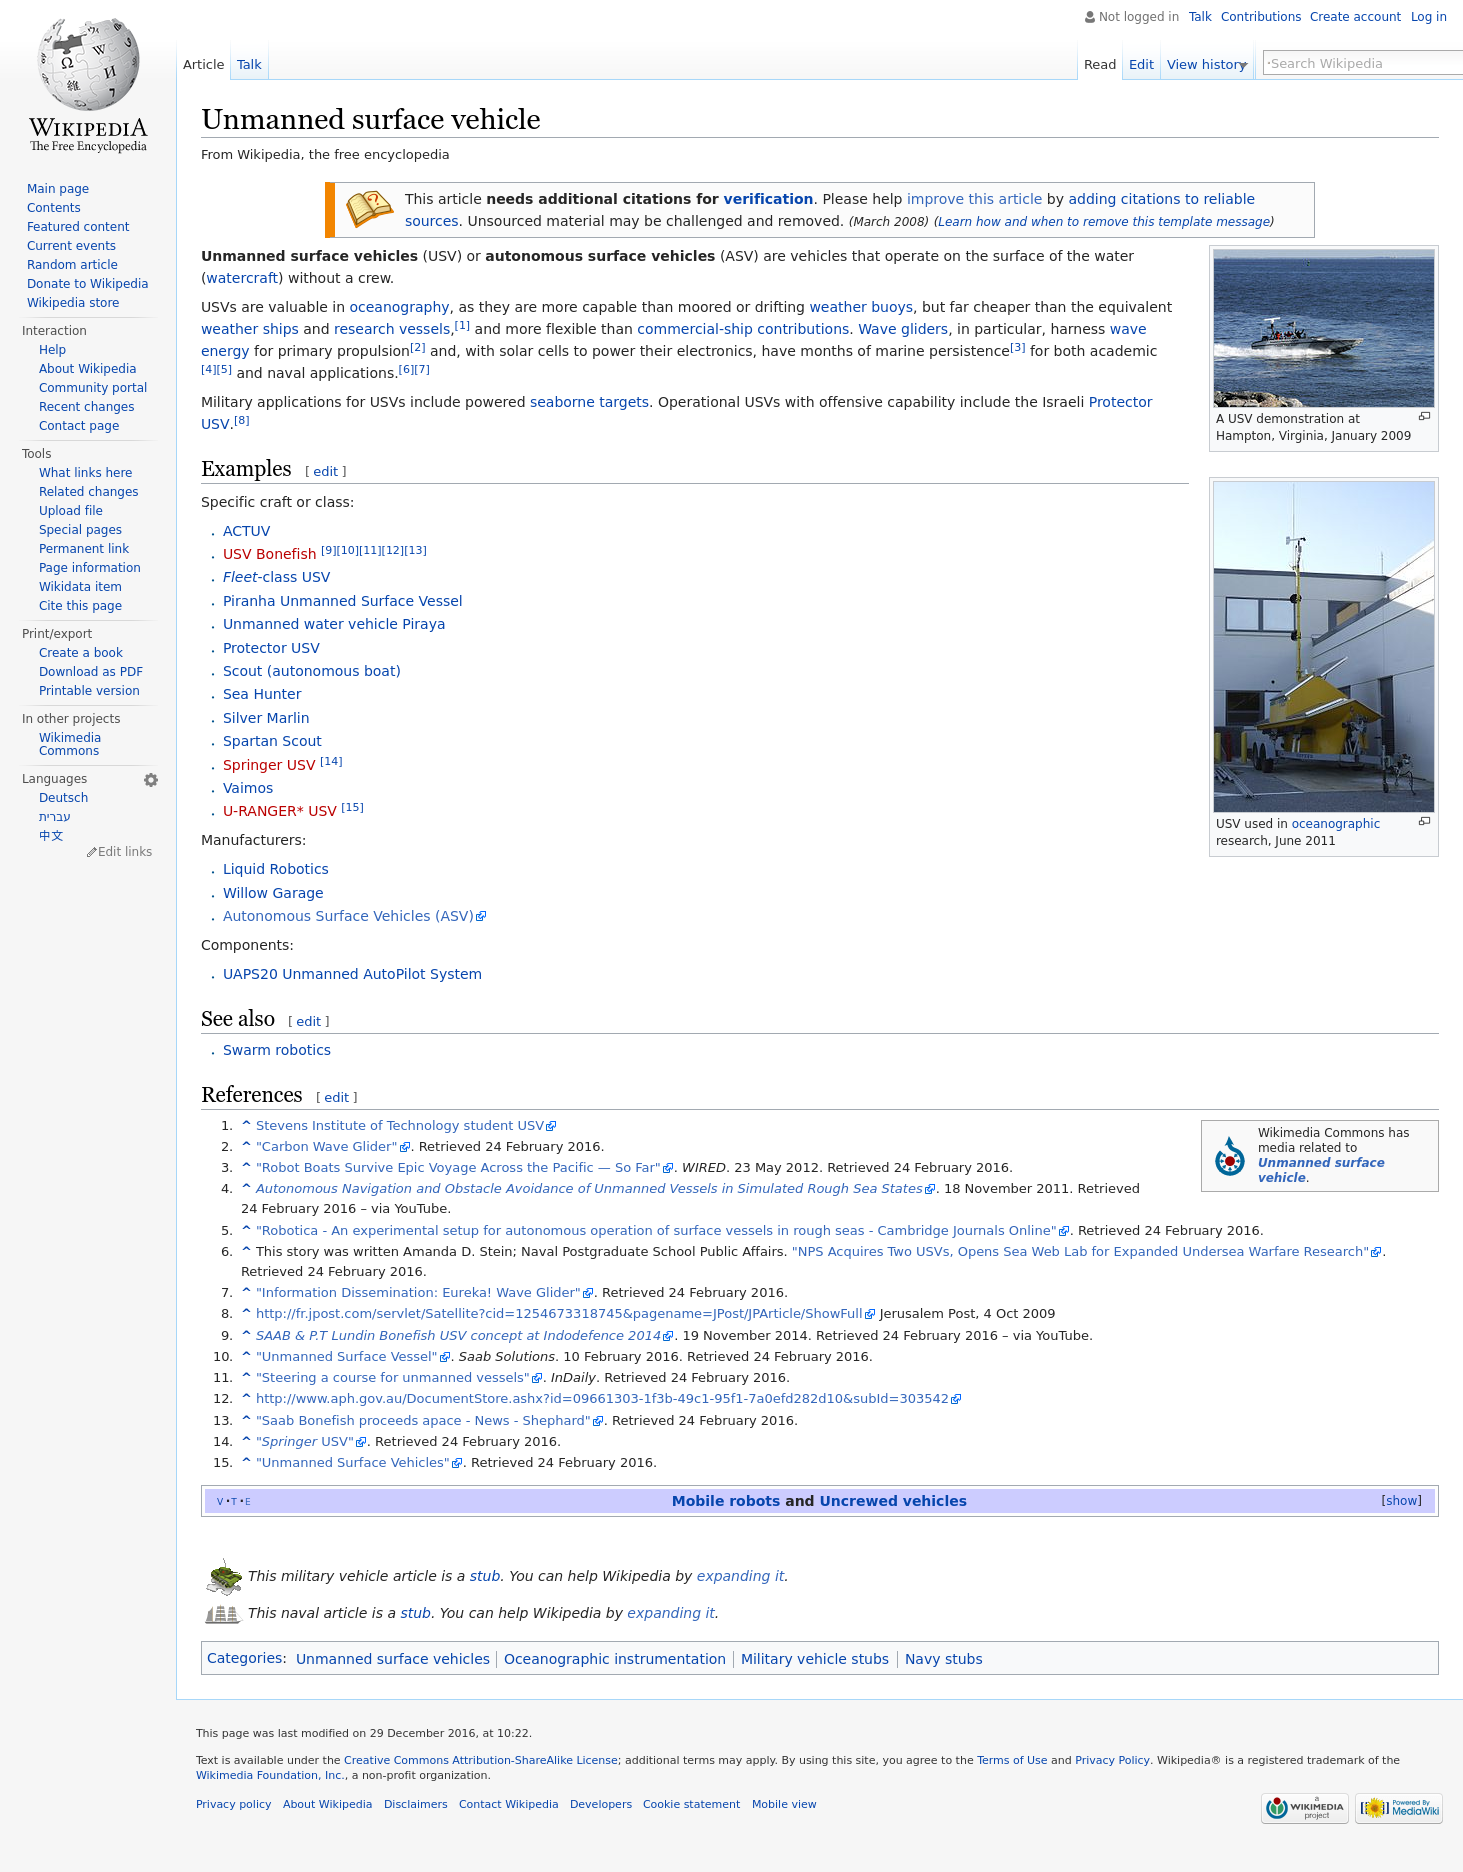 Not logged in Talk Contributions Create account Log in
Article Talk
Read Edit View history Search Wikipedia
WIKIPEDIA
The Free Encyclopedia
Main page
Contents
Featured content
Current events
Random article
Donate to Wikipedia
Wikipedia store
Interaction
Help
About Wikipedia
Community portal
Recent changes
Contact page
Tools
What links here
Related changes
Upload file
Special pages
Permanent link
Page information
Wikidata item
Cite this page
Print/export
Create a book
Download as PDF
Printable version
In other projects
Wikimedia
Commons
Languages
Deutsch
עברית
中文
Edit links
Unmanned surface vehicle
From Wikipedia, the free encyclopedia
This article needs additional citations for verification. Please help improve this article by adding citations to reliable
sources. Unsourced material may be challenged and removed. (March 2008) (Learn how and when to remove this template message)
Unmanned surface vehicles (USV) or autonomous surface vehicles (ASV) are vehicles that operate on the surface of the water
(watercraft) without a crew.
USVs are valuable in oceanography, as they are more capable than moored or drifting weather buoys, but far cheaper than the equivalent
weather ships and research vessels,[1] and more flexible than commercial-ship contributions. Wave gliders, in particular, harness wave
energy for primary propulsion[2] and, with solar cells to power their electronics, have months of marine persistence[3] for both academic
[4][5] and naval applications.[6][7]
Military applications for USVs include powered seaborne targets. Operational USVs with offensive capability include the Israeli Protector
USV.[8]
A USV demonstration at
Hampton, Virginia, January 2009
USV used in oceanographic
research, June 2011
Examples [ edit ]
Specific craft or class:
ACTUV
USV Bonefish [9][10][11][12][13]
Fleet-class USV
Piranha Unmanned Surface Vessel
Unmanned water vehicle Piraya
Protector USV
Scout (autonomous boat)
Sea Hunter
Silver Marlin
Spartan Scout
Springer USV [14]
Vaimos
U-RANGER* USV [15]
Manufacturers:
Liquid Robotics
Willow Garage
Autonomous Surface Vehicles (ASV)
Components:
UAPS20 Unmanned AutoPilot System
See also [ edit ]
Swarm robotics
References [ edit ]
1. ^ Stevens Institute of Technology student USV
2. ^ "Carbon Wave Glider". Retrieved 24 February 2016.
3. ^ "Robot Boats Survive Epic Voyage Across the Pacific — So Far". WIRED. 23 May 2012. Retrieved 24 February 2016.
4. ^ Autonomous Navigation and Obstacle Avoidance of Unmanned Vessels in Simulated Rough Sea States. 18 November 2011. Retrieved
24 February 2016 – via YouTube.
5. ^ "Robotica - An experimental setup for autonomous operation of surface vessels in rough seas - Cambridge Journals Online". Retrieved 24 February 2016.
6. ^ This story was written Amanda D. Stein; Naval Postgraduate School Public Affairs. "NPS Acquires Two USVs, Opens Sea Web Lab for Expanded Undersea Warfare Research".
Retrieved 24 February 2016.
7. ^ "Information Dissemination: Eureka! Wave Glider". Retrieved 24 February 2016.
8. ^ http://fr.jpost.com/servlet/Satellite?cid=1254673318745&pagename=JPost/JPArticle/ShowFull Jerusalem Post, 4 Oct 2009
9. ^ SAAB & P.T Lundin Bonefish USV concept at Indodefence 2014. 19 November 2014. Retrieved 24 February 2016 – via YouTube.
10. ^ "Unmanned Surface Vessel". Saab Solutions. 10 February 2016. Retrieved 24 February 2016.
11. ^ "Steering a course for unmanned vessels". InDaily. Retrieved 24 February 2016.
12. ^ http://www.aph.gov.au/DocumentStore.ashx?id=09661303-1f3b-49c1-95f1-7a0efd282d10&subId=303542
13. ^ "Saab Bonefish proceeds apace - News - Shephard". Retrieved 24 February 2016.
14. ^ "Springer USV". Retrieved 24 February 2016.
15. ^ "Unmanned Surface Vehicles". Retrieved 24 February 2016.
Wikimedia Commons has
media related to
Unmanned surface
vehicle.
V • T • E Mobile robots and Uncrewed vehicles [show]
This military vehicle article is a stub. You can help Wikipedia by expanding it.
This naval article is a stub. You can help Wikipedia by expanding it.
Categories: Unmanned surface vehicles Oceanographic instrumentation Military vehicle stubs Navy stubs
This page was last modified on 29 December 2016, at 10:22.
Text is available under the Creative Commons Attribution-ShareAlike License; additional terms may apply. By using this site, you agree to the Terms of Use and Privacy Policy. Wikipedia® is a registered trademark of the
Wikimedia Foundation, Inc., a non-profit organization.
Privacy policy About Wikipedia Disclaimers Contact Wikipedia Developers Cookie statement Mobile view
a
WIKIMEDIA
project
Powered By
MediaWiki